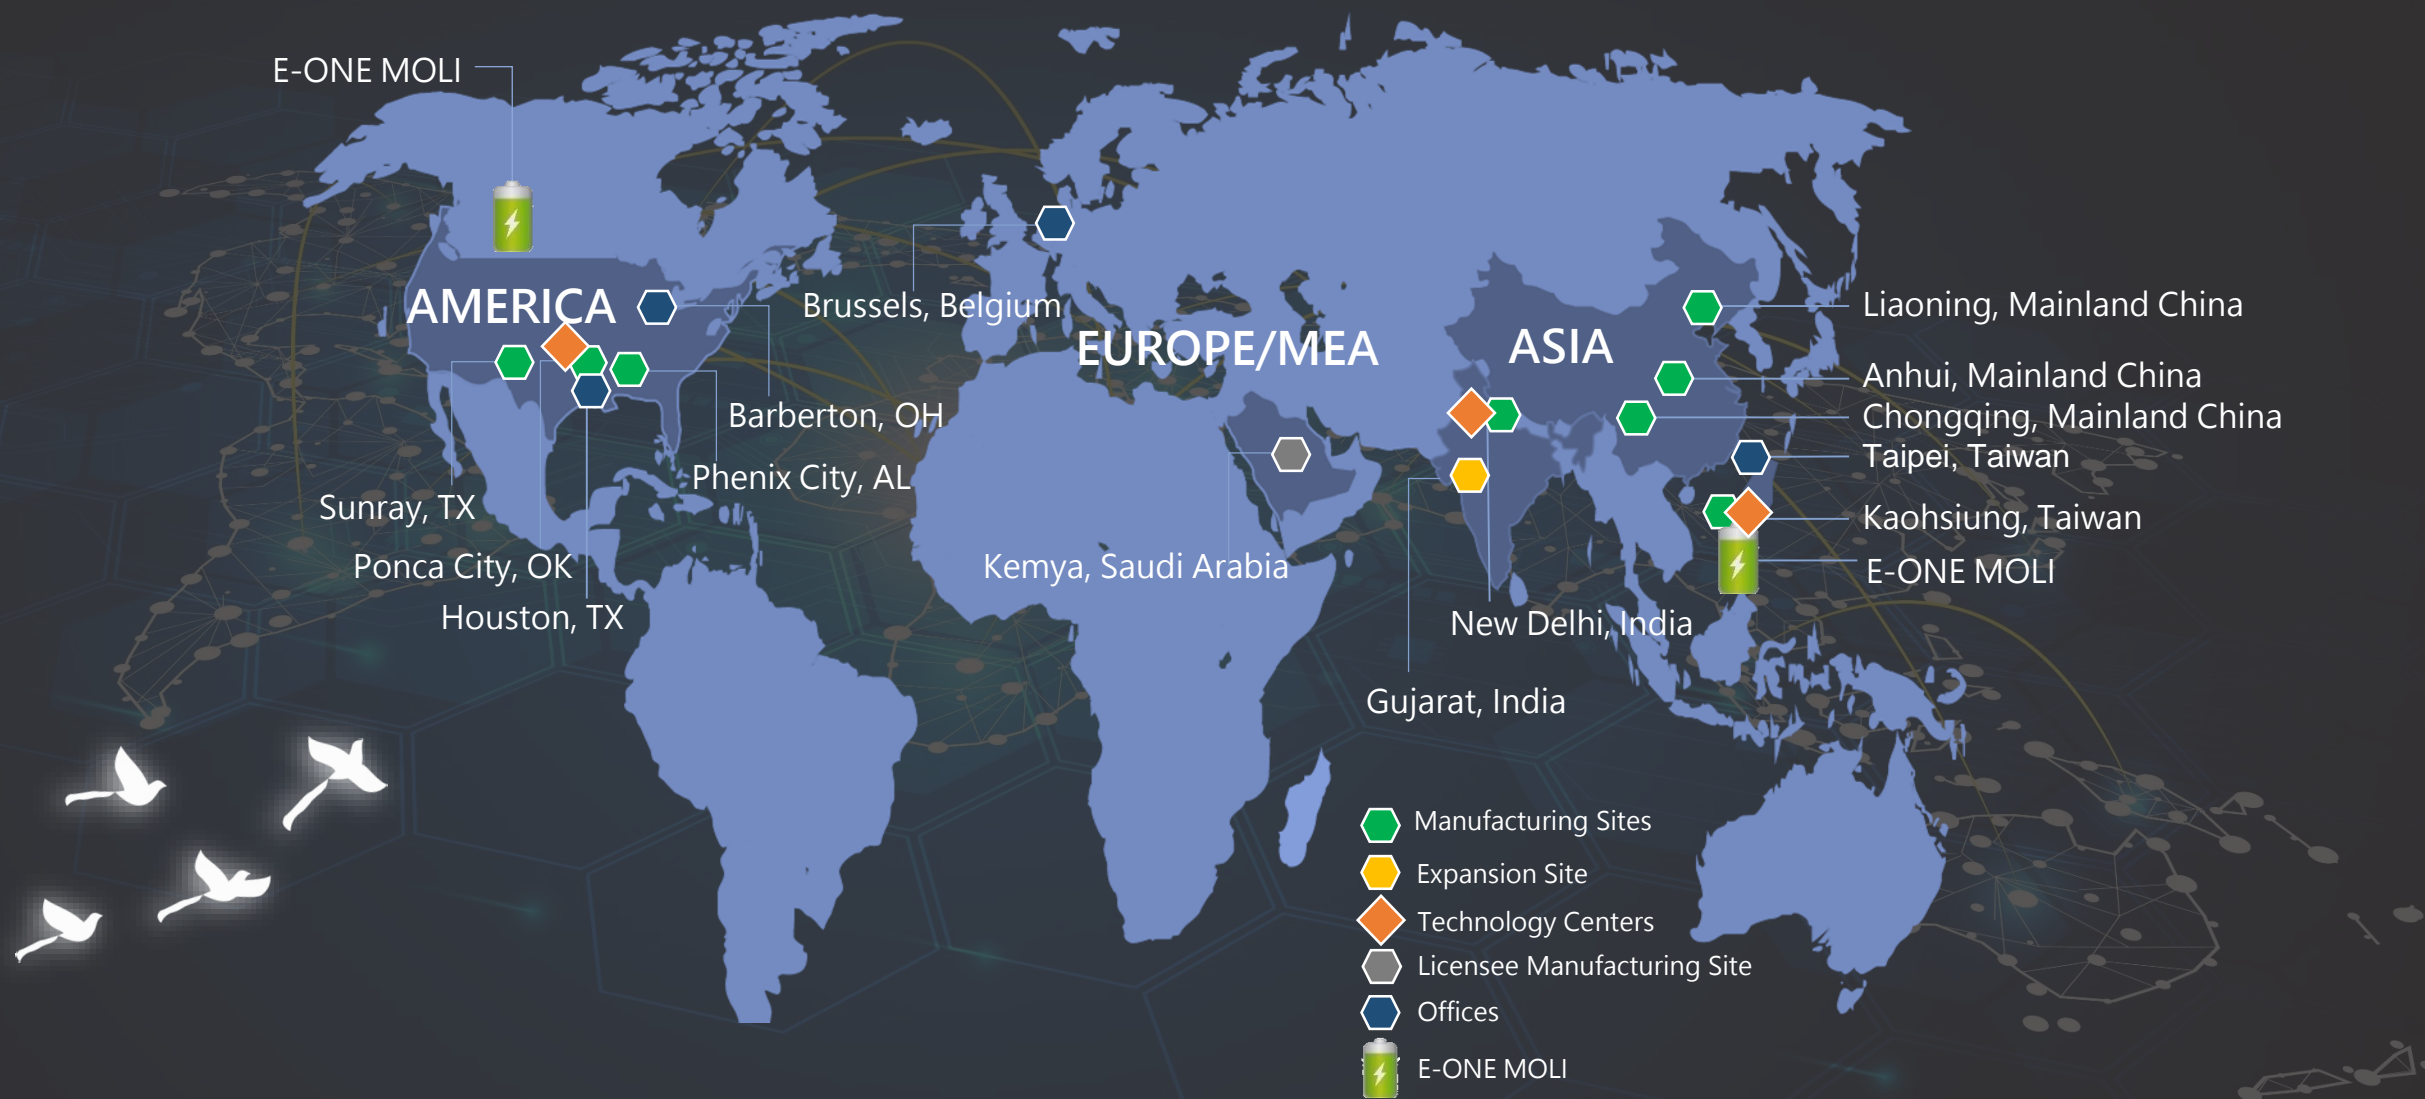 E-ONE MOLI
AMERICA
Brussels, Belgium
EUROPE/MEA
ASIA
Liaoning, Mainland China
Anhui, Mainland China
Chongqing, Mainland China
Taipei, Taiwan
Kaohsiung, Taiwan
E-ONE MOLI
Barberton, OH
Phenix City, AL
Sunray, TX
Ponca City, OK
Houston, TX
Kemya, Saudi Arabia
New Delhi, India
Gujarat, India
Manufacturing Sites
Expansion Site
Technology Centers
Licensee Manufacturing Site
Offices
E-ONE MOLI